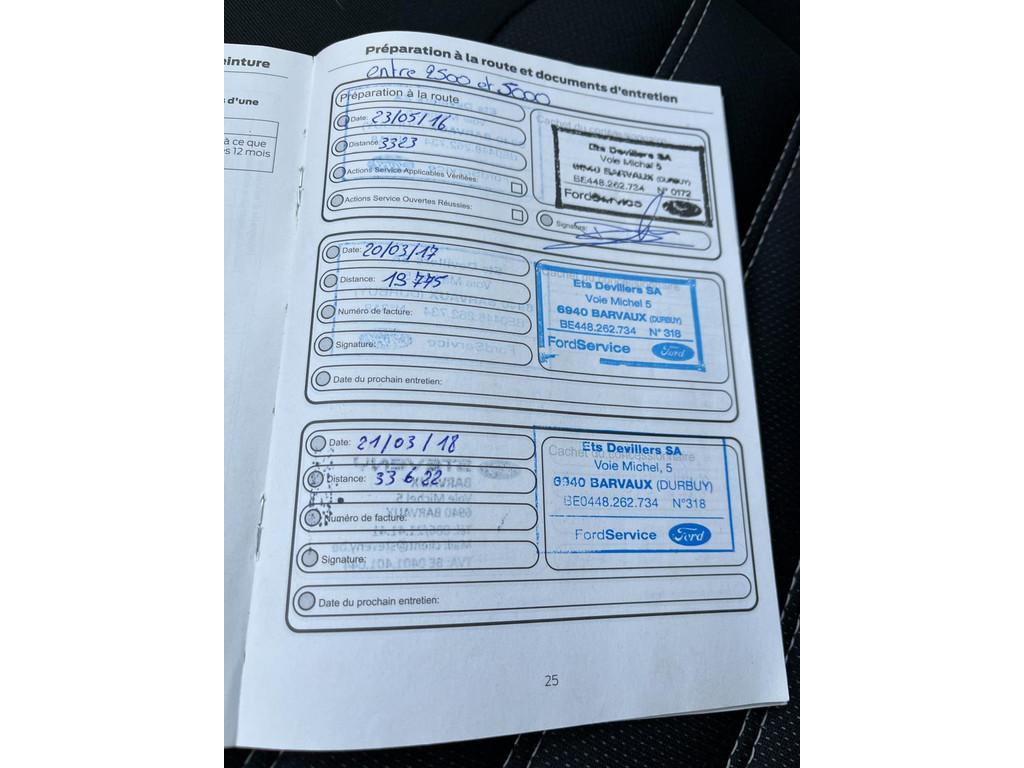 einture
s d'une
à ce que
s 12 mois
Préparation à la route et documents d'entretien
entre 2500 et 5000
Préparation à la route
Date: 23/05/16
Distance: 3323
Actions Service Applicables Vérifiées:
Actions Service Ouvertes Réussies:
Ets Devillers SA
Voie Michel 5
6940 BARVAUX (DURBUY)
BE448.262.734 N° 0172
FordService
Signature:
Date: 20/03/17
Distance: 19775
Numéro de facture:
Signature:
Date du prochain entretien:
Ets Devillers SA
Voie Michel 5
6940 BARVAUX (DURBUY)
BE448.262.734 N° 318
FordService Ford
Date: 21/03/18
Distance: 33622
Numéro de facture:
Signature:
Date du prochain entretien:
Cachet du concessionnaire
Ets Devillers SA
Voie Michel, 5
6940 BARVAUX (DURBUY)
BE0448.262.734 N°318
FordService Ford
25